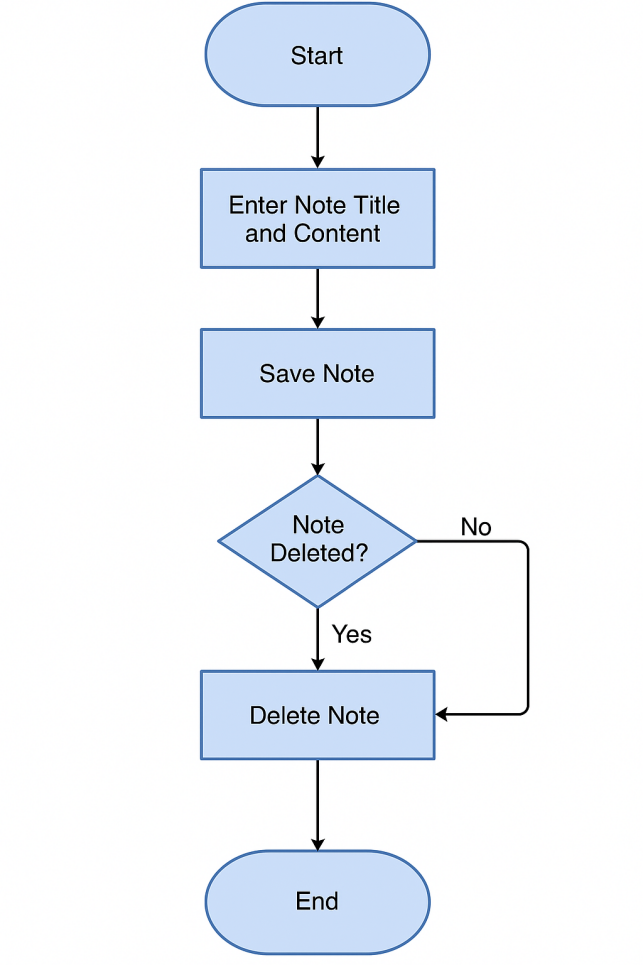 Start
Enter Note Title
and Content
Save Note
Note
Deleted?
No
Yes
Delete Note
End